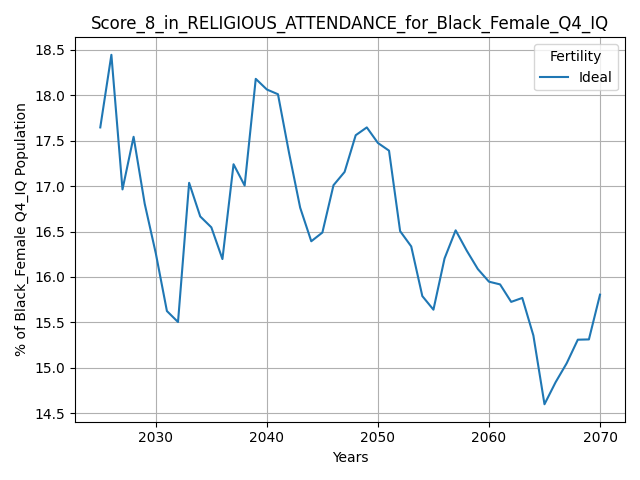 Score_8_in_RELIGIOUS_ATTENDANCE_for_Black_Female_Q4_IQ
Fertility
Ideal
% of Black_Female Q4_IQ Population
18.5
18.0
17.5
17.0
16.5
16.0
15.5
15.0
14.5
2030 2040 2050 2060 2070
Years